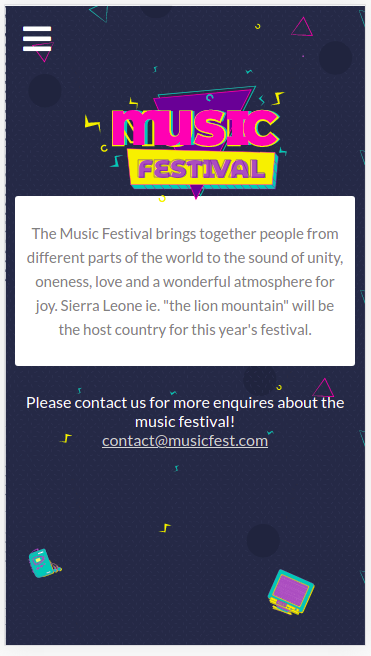 MUSIC
FESTIVAL
The Music Festival brings together people from
different parts of the world to the sound of unity,
oneness, love and a wonderful atmosphere for
joy. Sierra Leone ie. "the lion mountain" will be
the host country for this year's festival.
Please contact us for more enquires about the
music festival!
contact@musicfest.com